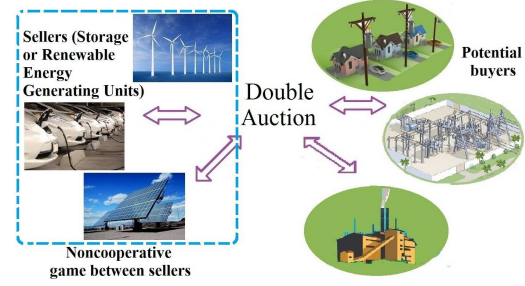 Sellers (Storage
or Renewable
Energy
Generating Units)
Double
Auction
Potential
buyers
Noncooperative
game between sellers